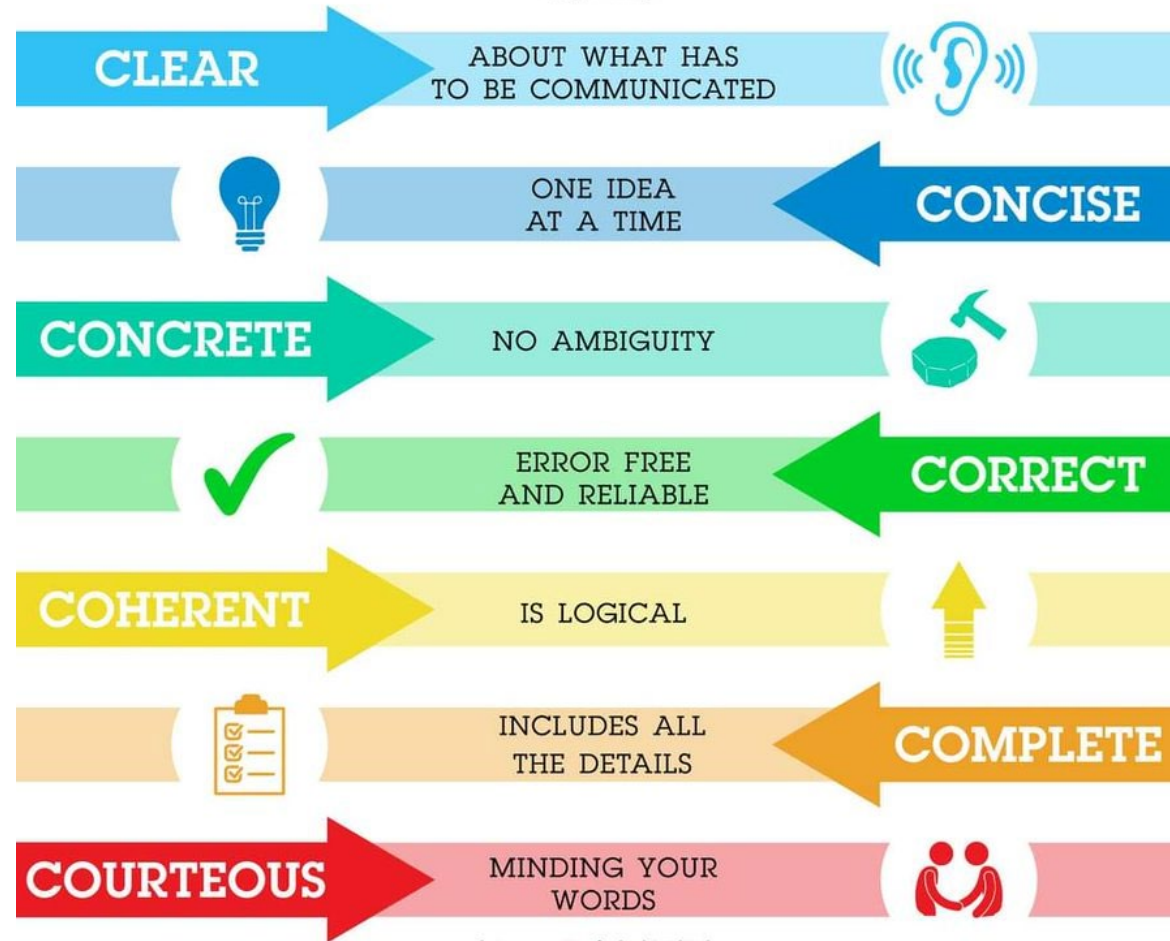 CLEAR
ABOUT WHAT HAS
TO BE COMMUNICATED
ONE IDEA
AT A TIME
CONCISE
CONCRETE
NO AMBIGUITY
ERROR FREE
AND RELIABLE
CORRECT
COHERENT
IS LOGICAL
INCLUDES ALL
THE DETAILS
COMPLETE
COURTEOUS
MINDING YOUR
WORDS